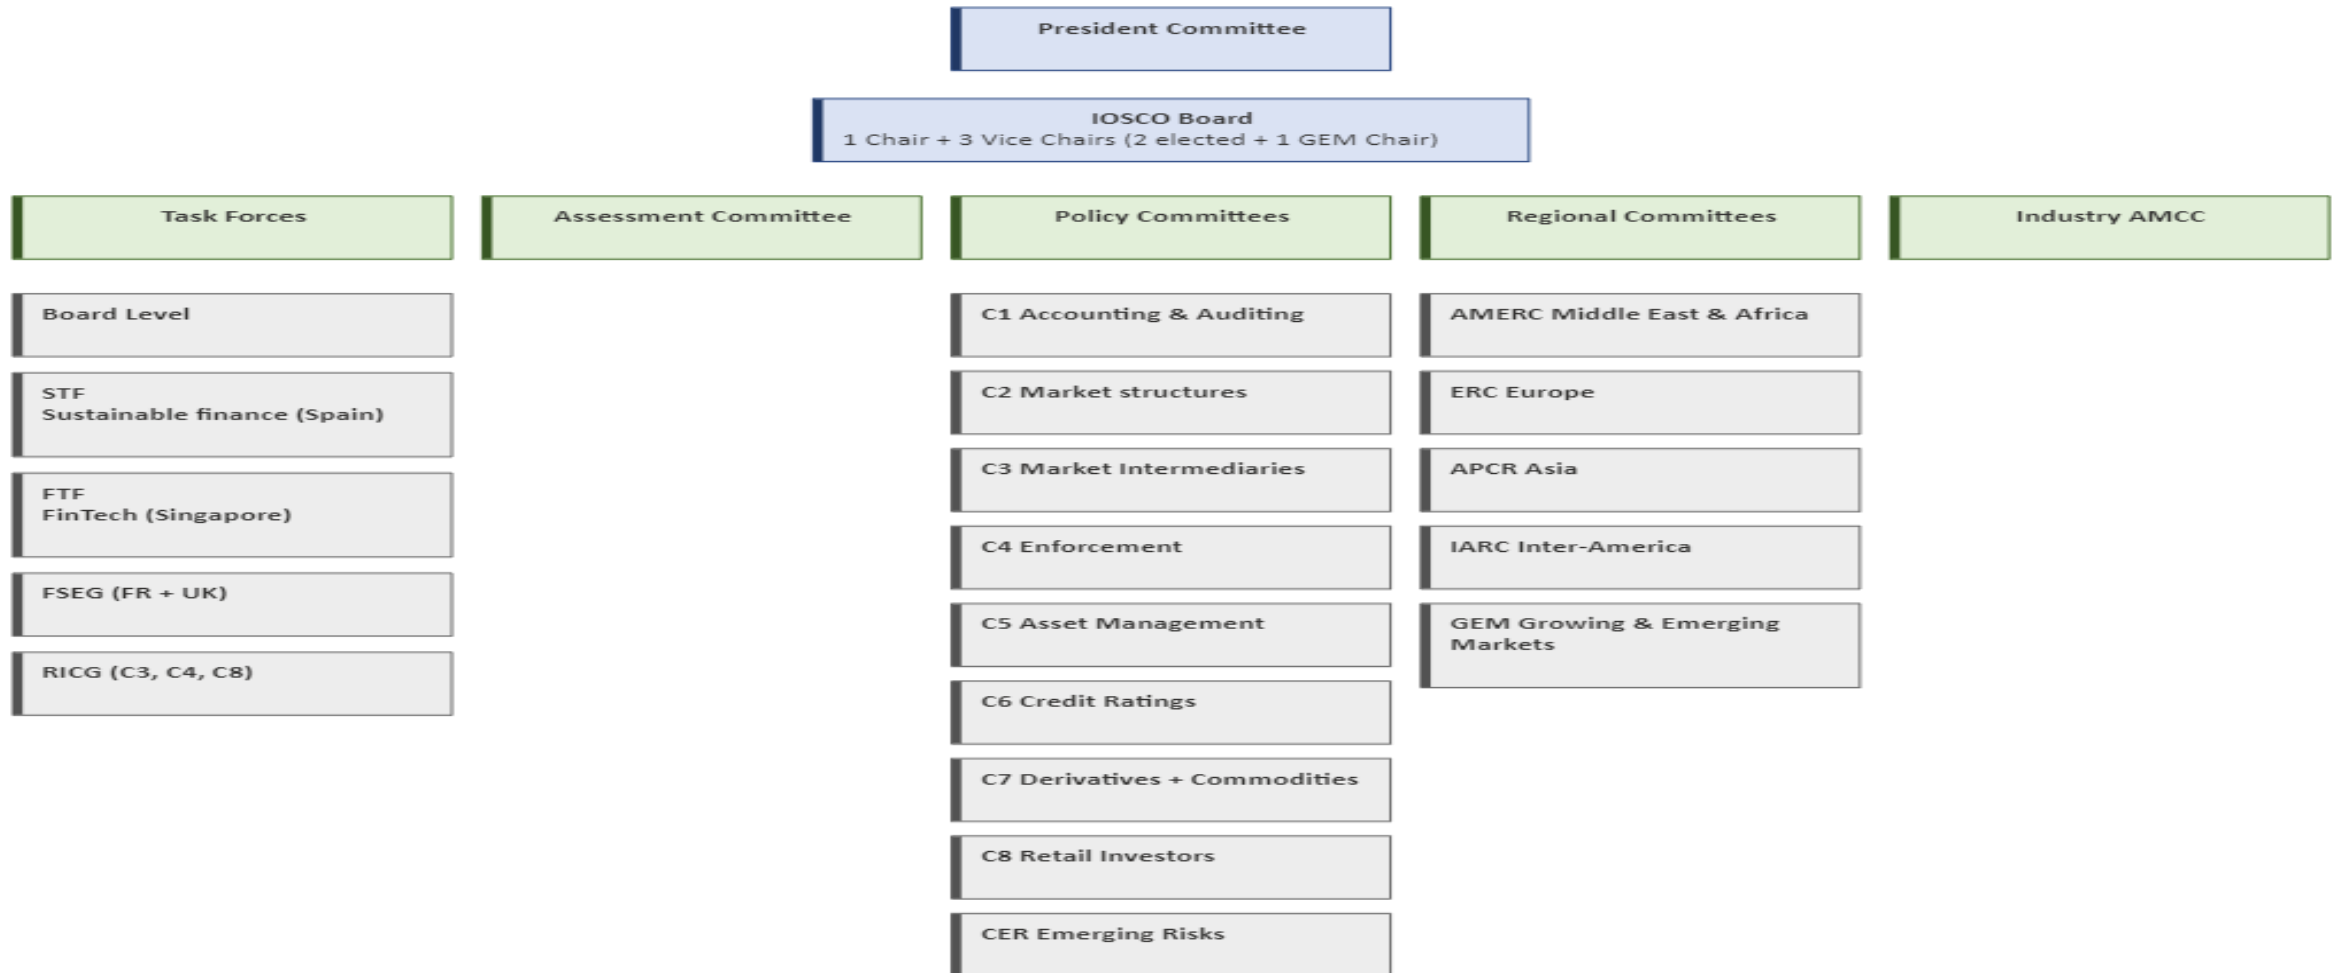 President Committee
IOSCO Board
1 Chair + 3 Vice Chairs (2 elected + 1 GEM Chair)
Task Forces
Assessment Committee
Policy Committees
Regional Committees
Industry AMCC
Board Level
STF
Sustainable finance (Spain)
FTF
FinTech (Singapore)
FSEG (FR + UK)
RICG (C3, C4, C8)
C1 Accounting & Auditing
C2 Market structures
C3 Market Intermediaries
C4 Enforcement
C5 Asset Management
C6 Credit Ratings
C7 Derivatives + Commodities
C8 Retail Investors
CER Emerging Risks
AMERC Middle East & Africa
ERC Europe
APCR Asia
IARC Inter-America
GEM Growing & Emerging
Markets